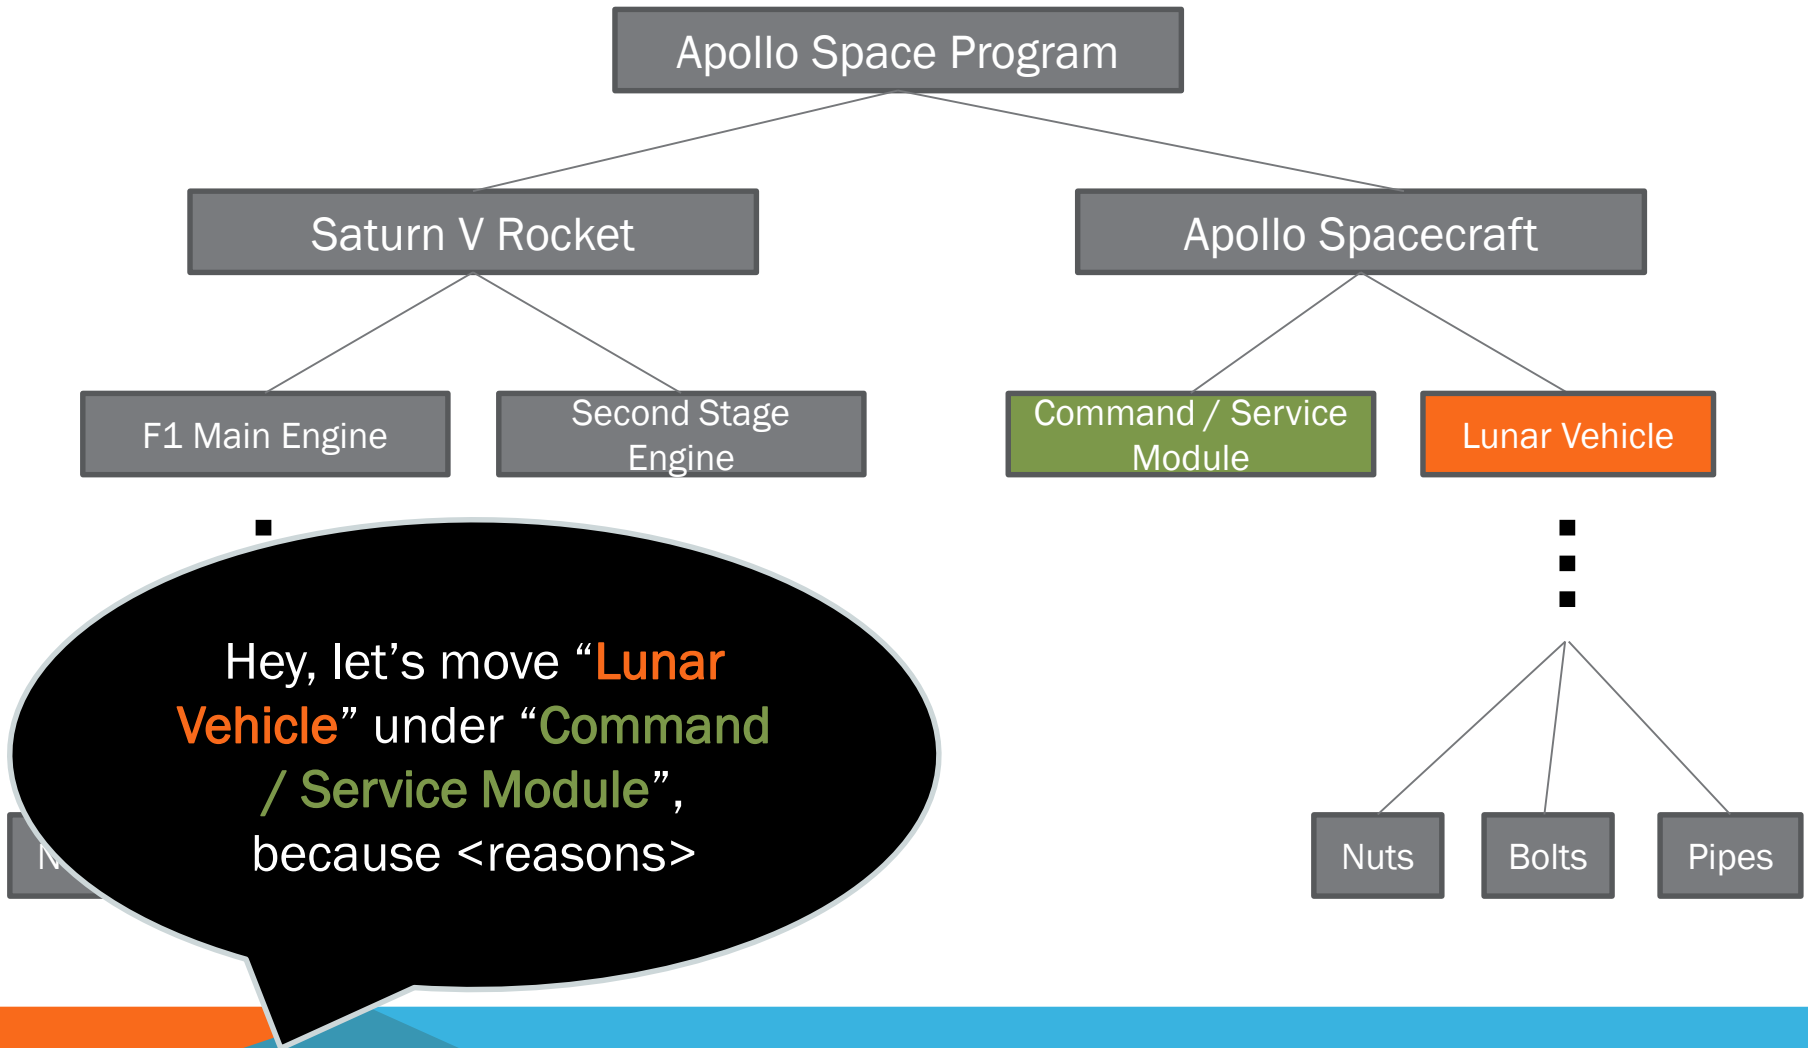 Apollo Space Program
Saturn V Rocket
Apollo Spacecraft
F1 Main Engine
Second Stage
Engine
Command / Service
Module
Lunar Vehicle
Hey, let’s move “Lunar
Vehicle” under “Command
/ Service Module”,
because <reasons>
Nuts
Bolts
Pipes